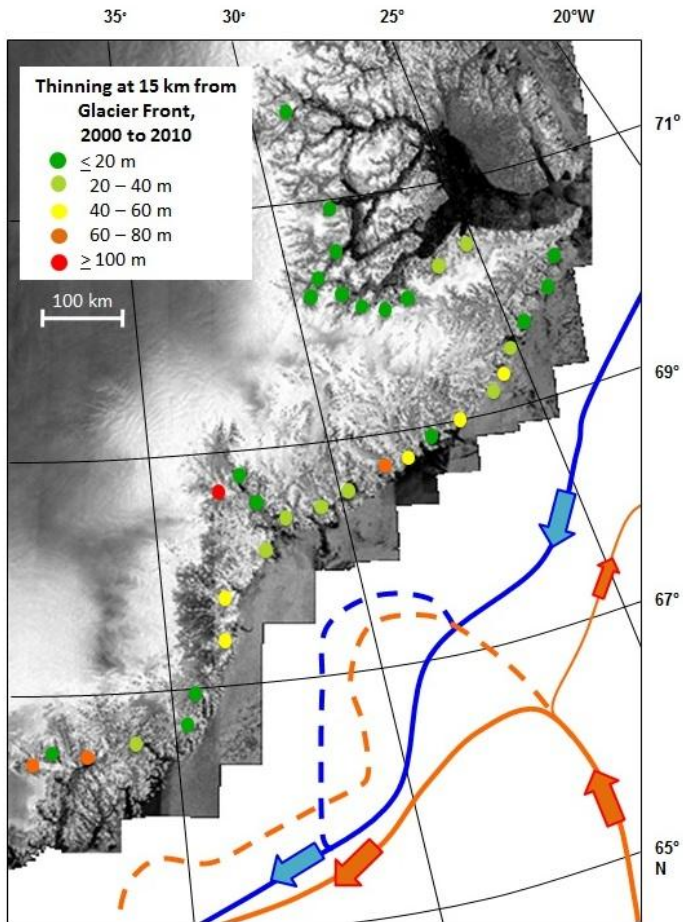 35° 30° 25° 20°W
Thinning at 15 km from
Glacier Front,
2000 to 2010
≤ 20 m
20 – 40 m
40 – 60 m
60 – 80 m
≥ 100 m
100 km
71°
69°
67°
65°
N